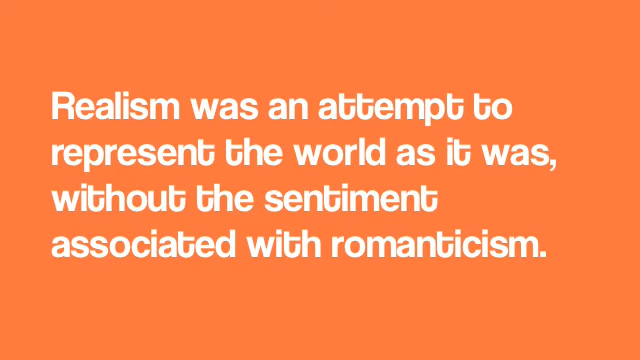 Realism was an attempt to
represent the world as it was,
without the sentiment
associated with romanticism.